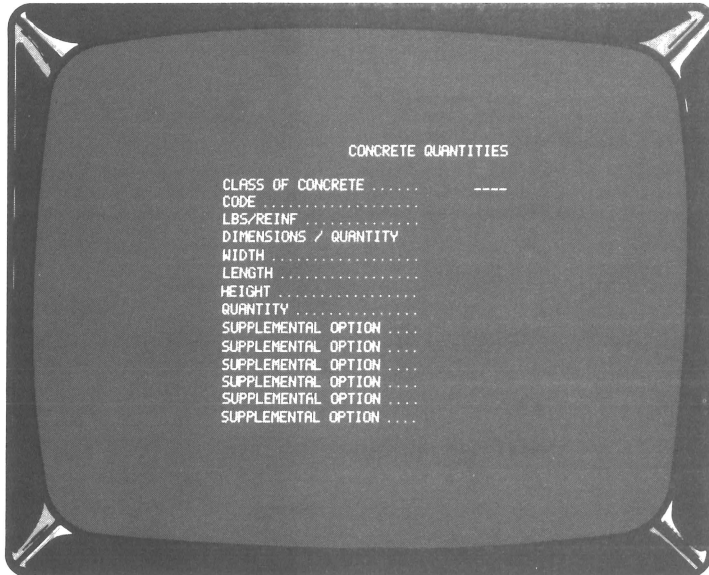 CONCRETE QUANTITIES
CLASS OF CONCRETE ...... ____
CODE ...................
LBS/REINF ..............
DIMENSIONS / QUANTITY
WIDTH ..................
LENGTH .................
HEIGHT .................
QUANTITY ...............
SUPPLEMENTAL OPTION ....
SUPPLEMENTAL OPTION ....
SUPPLEMENTAL OPTION ....
SUPPLEMENTAL OPTION ....
SUPPLEMENTAL OPTION ....
SUPPLEMENTAL OPTION ....